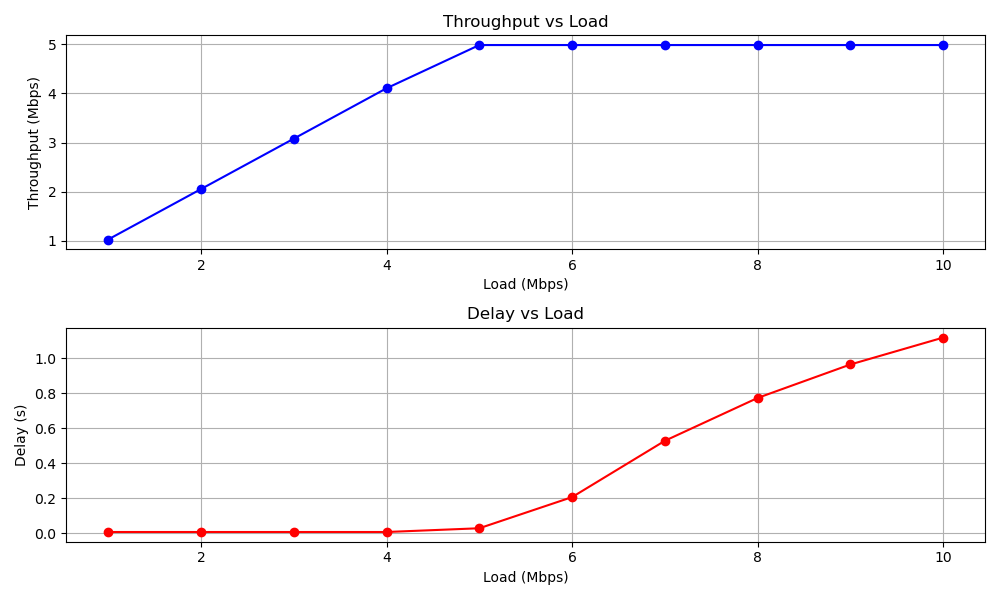 Throughput vs Load
5
4
3
2
1
Throughput (Mbps)
2 4 6 8 10
Load (Mbps)
Delay vs Load
1.0
0.8
0.6
0.4
0.2
0.0
Delay (s)
2 4 6 8 10
Load (Mbps)